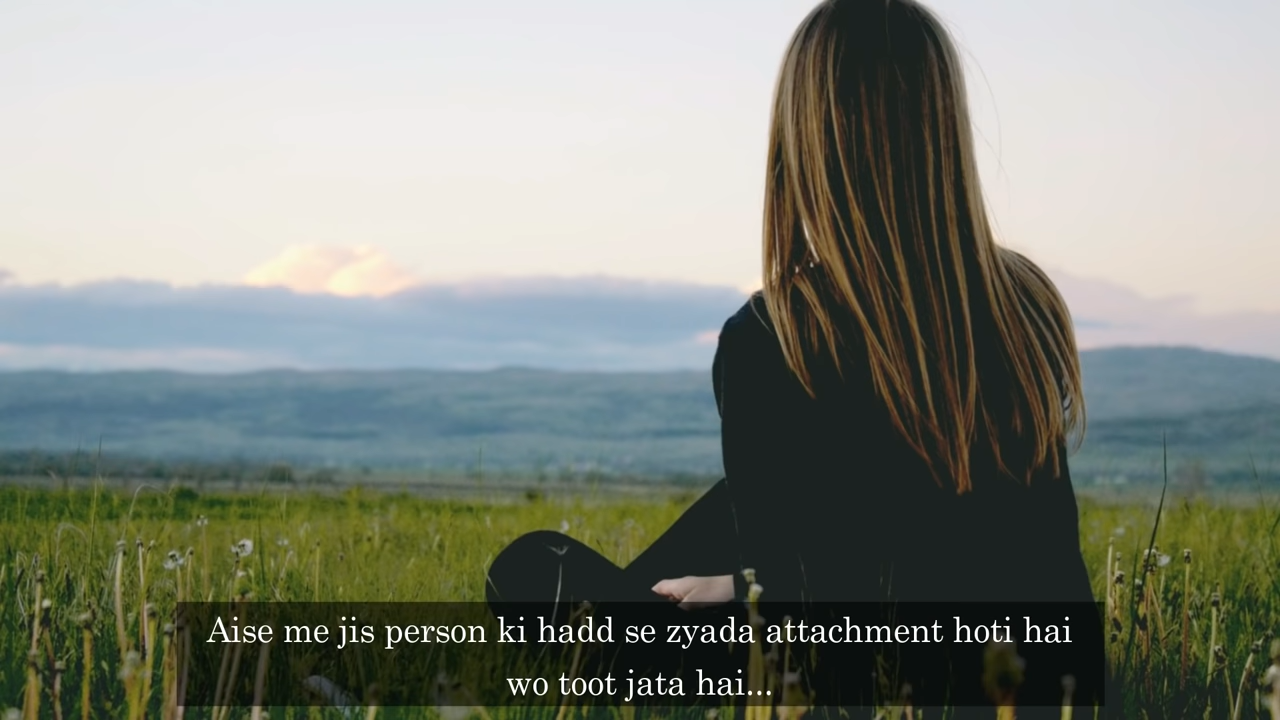 Aise me jis person ki hadd se zyada attachment hoti hai
wo toot jata hai...